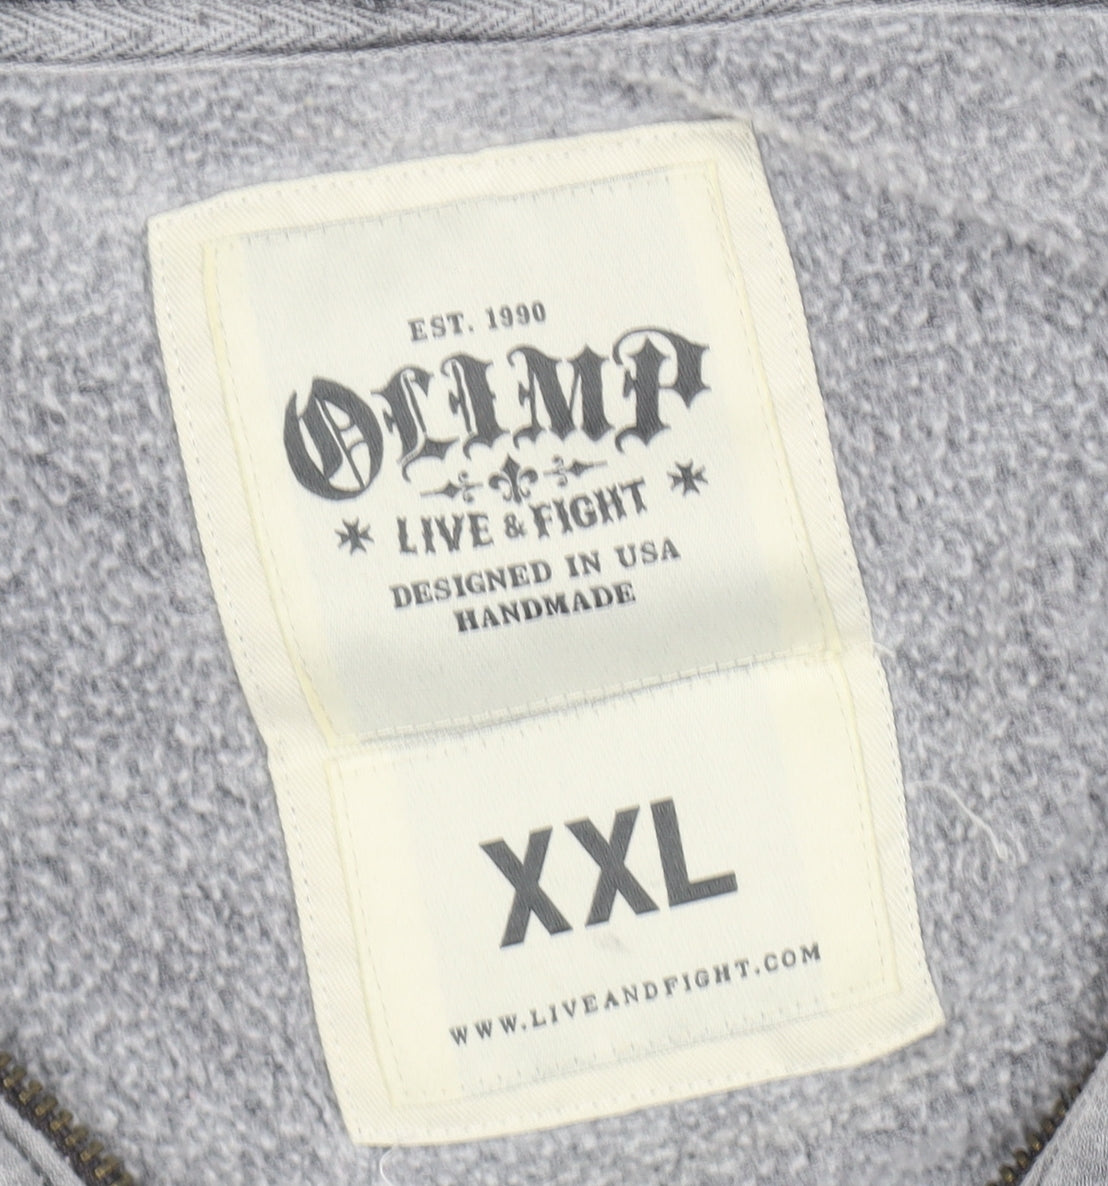 EST. 1990
OLIMP
LIVE & FIGHT
DESIGNED IN USA
HANDMADE
XXL
WWW.LIVEANDFIGHT.COM